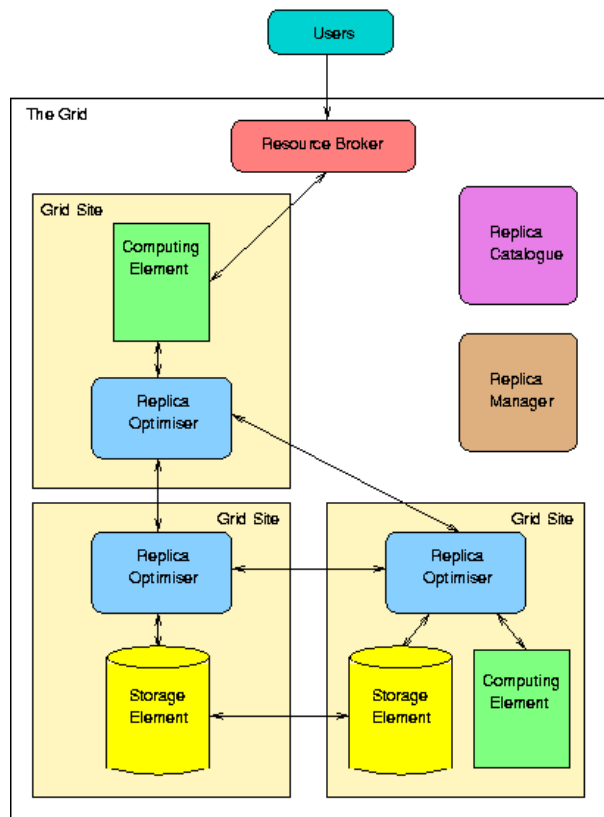 Users
The Grid
Resource Broker
Grid Site
Computing
Element
Replica
Catalogue
Replica
Optimiser
Replica
Manager
Grid Site
Replica
Optimiser
Storage
Element
Grid Site
Replica
Optimiser
Storage
Element
Computing
Element